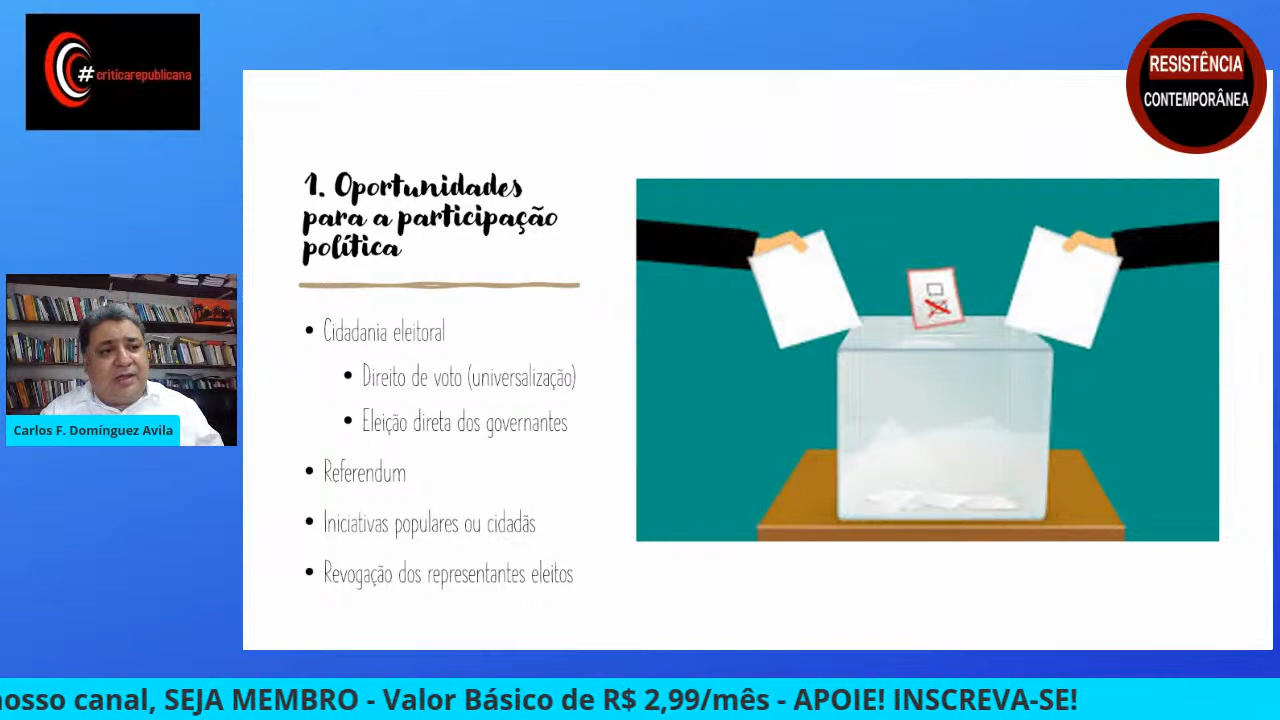 #criticarepublicana
RESISTÊNCIA
CONTEMPORÂNEA
1. Oportunidades
para a participação
política
• Cidadania eleitoral
• Direito de voto (universalização)
• Eleição direta dos governantes
• Referendum
• Iniciativas populares ou cidadãs
• Revogação dos representantes eleitos
Carlos F. Domínguez Avila
nosso canal, SEJA MEMBRO - Valor Básico de R$ 2,99/mês - APOIE! INSCREVA-SE!